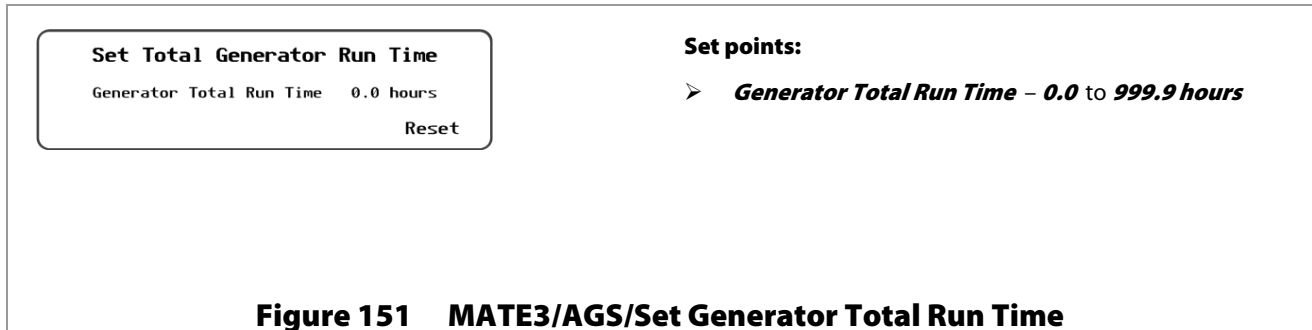 Set Total Generator Run Time
Generator Total Run Time 0.0 hours
Reset
Set points:
➢ Generator Total Run Time – 0.0 to 999.9 hours
Figure 151 MATE3/AGS/Set Generator Total Run Time